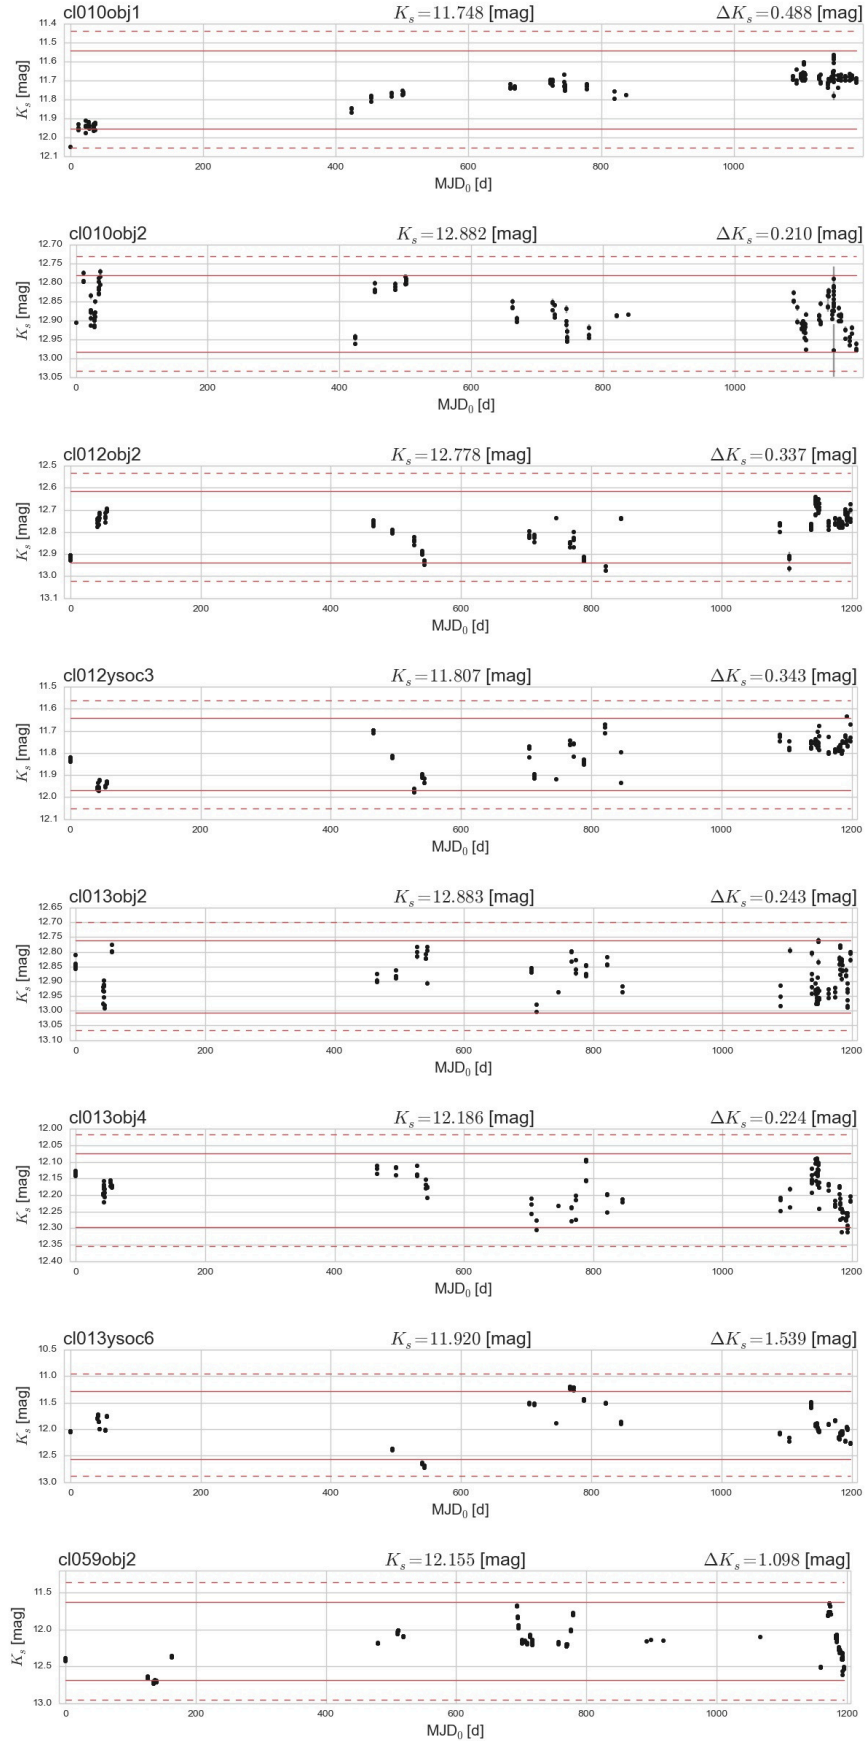 cl010obj1 K_s=11.748 [mag] ΔK_s=0.488 [mag]
11.4
11.5
11.6
11.7
11.8
11.9
12.0
12.1
K_s [mag]
0 200 400 600 800 1000
MJD_0 [d]
cl010obj2 K_s=12.882 [mag] ΔK_s=0.210 [mag]
12.70
12.75
12.80
12.85
12.90
12.95
13.00
13.05
K_s [mag]
0 200 400 600 800 1000
MJD_0 [d]
cl012obj2 K_s=12.778 [mag] ΔK_s=0.337 [mag]
12.5
12.6
12.7
12.8
12.9
13.0
13.1
K_s [mag]
0 200 400 600 800 1000 1200
MJD_0 [d]
cl012ysoc3 K_s=11.807 [mag] ΔK_s=0.343 [mag]
11.5
11.6
11.7
11.8
11.9
12.0
12.1
K_s [mag]
0 200 400 600 800 1000 1200
MJD_0 [d]
cl013obj2 K_s=12.883 [mag] ΔK_s=0.243 [mag]
12.65
12.70
12.75
12.80
12.85
12.90
12.95
13.00
13.05
13.10
K_s [mag]
0 200 400 600 800 1000 1200
MJD_0 [d]
cl013obj4 K_s=12.186 [mag] ΔK_s=0.224 [mag]
12.00
12.05
12.10
12.15
12.20
12.25
12.30
12.35
12.40
K_s [mag]
0 200 400 600 800 1000 1200
MJD_0 [d]
cl013ysoc6 K_s=11.920 [mag] ΔK_s=1.539 [mag]
10.5
11.0
11.5
12.0
12.5
13.0
K_s [mag]
0 200 400 600 800 1000 1200
MJD_0 [d]
cl059obj2 K_s=12.155 [mag] ΔK_s=1.098 [mag]
11.5
12.0
12.5
13.0
K_s [mag]
0 200 400 600 800 1000 1200
MJD_0 [d]